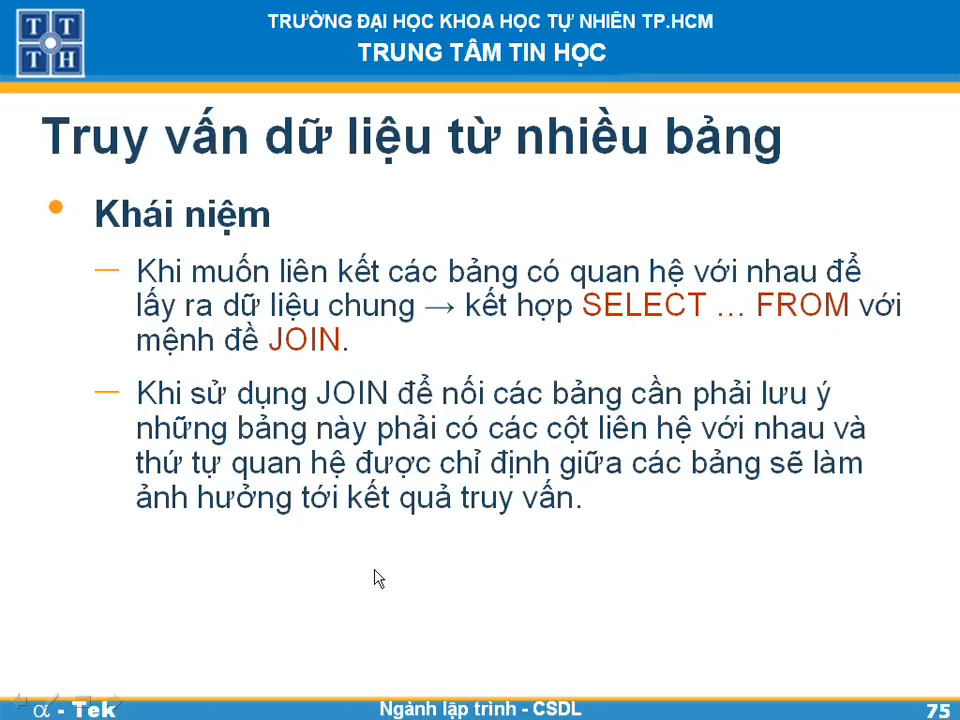 TRƯỜNG ĐẠI HỌC KHOA HỌC TỰ NHIÊN TP.HCM
TRUNG TÂM TIN HỌC
T T
T H
Truy vấn dữ liệu từ nhiều bảng
• Khái niệm
— Khi muốn liên kết các bảng có quan hệ với nhau để
lấy ra dữ liệu chung → kết hợp SELECT … FROM với
mệnh đề JOIN.
— Khi sử dụng JOIN để nối các bảng cần phải lưu ý
những bảng này phải có các cột liên hệ với nhau và
thứ tự quan hệ được chỉ định giữa các bảng sẽ làm
ảnh hưởng tới kết quả truy vấn.
α - Tek
Ngành lập trình - CSDL
75